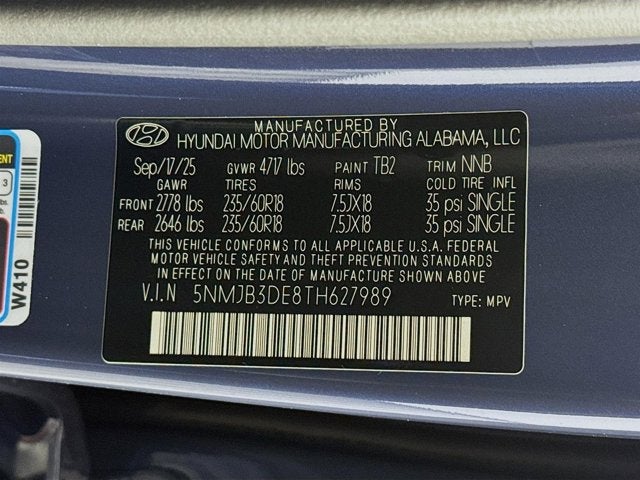 MANUFACTURED BY
HYUNDAI MOTOR MANUFACTURING ALABAMA, LLC
Sep/17/25 GVWR 4717 lbs PAINT TB2 TRIM NNB
GAWR TIRES RIMS COLD TIRE INFL
FRONT 2778 lbs 235/60R18 7.5JX18 35 psi SINGLE
REAR 2646 lbs 235/60R18 7.5JX18 35 psi SINGLE
THIS VEHICLE CONFORMS TO ALL APPLICABLE U.S.A. FEDERAL
MOTOR VEHICLE SAFETY AND THEFT PREVENTION STANDARDS
IN EFFECT ON THE DATE OF MANUFACTURE SHOWN ABOVE.
V.I.N 5NMJB3DE8TH627989 TYPE: MPV
W410
3